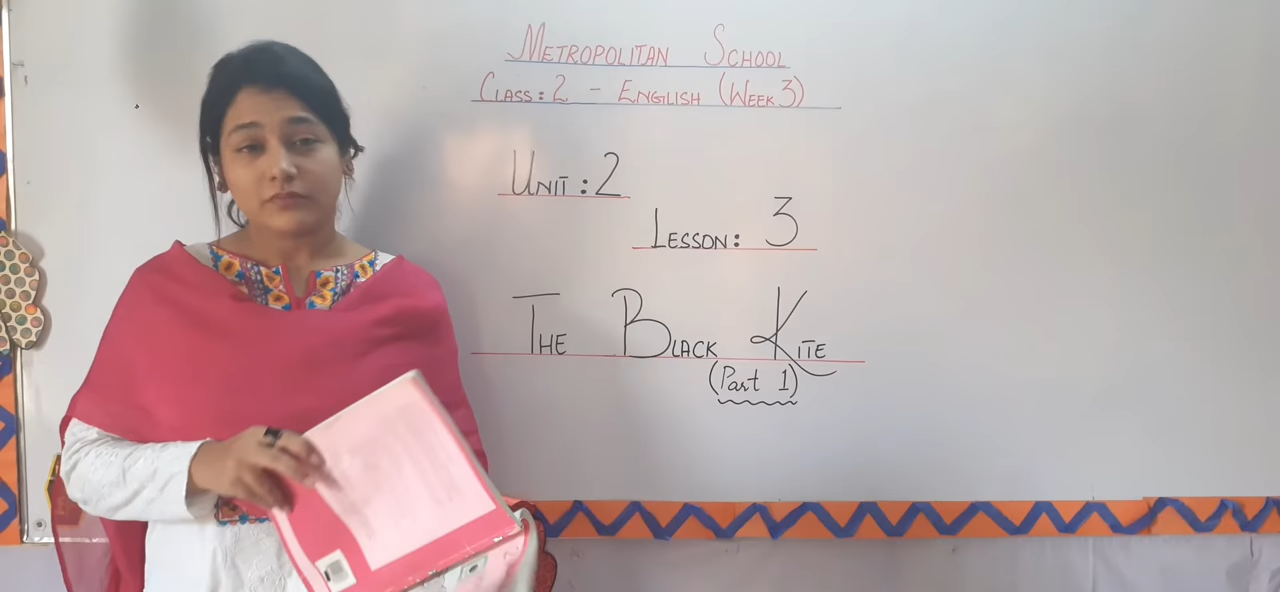 METROPOLITAN SCHOOL
CLASS: 2 - ENGLISH (WEEK 3)
UNIT: 2
LESSON: 3
THE BLACK KITE
(Part 1)